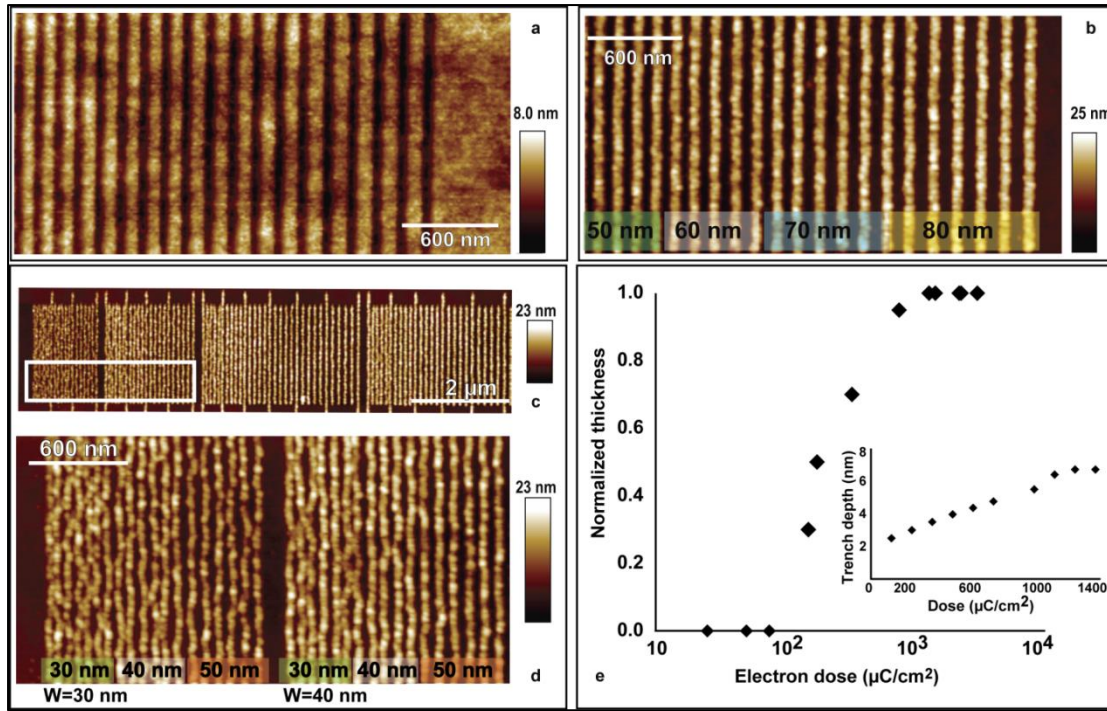 a
8.0 nm
600 nm
b
600 nm
25 nm
50 nm 60 nm 70 nm 80 nm
23 nm
2 µm
c
600 nm
23 nm
30 nm 40 nm 50 nm 30 nm 40 nm 50 nm
d
W=30 nm W=40 nm
Normalized thickness
1.0
0.8
0.6
0.4
0.2
0.0
10 10² 10³ 10⁴
Electron dose (µC/cm²)
e
Trench depth (nm)
8
6
4
2
0 200 600 1000 1400
Dose (µC/cm²)